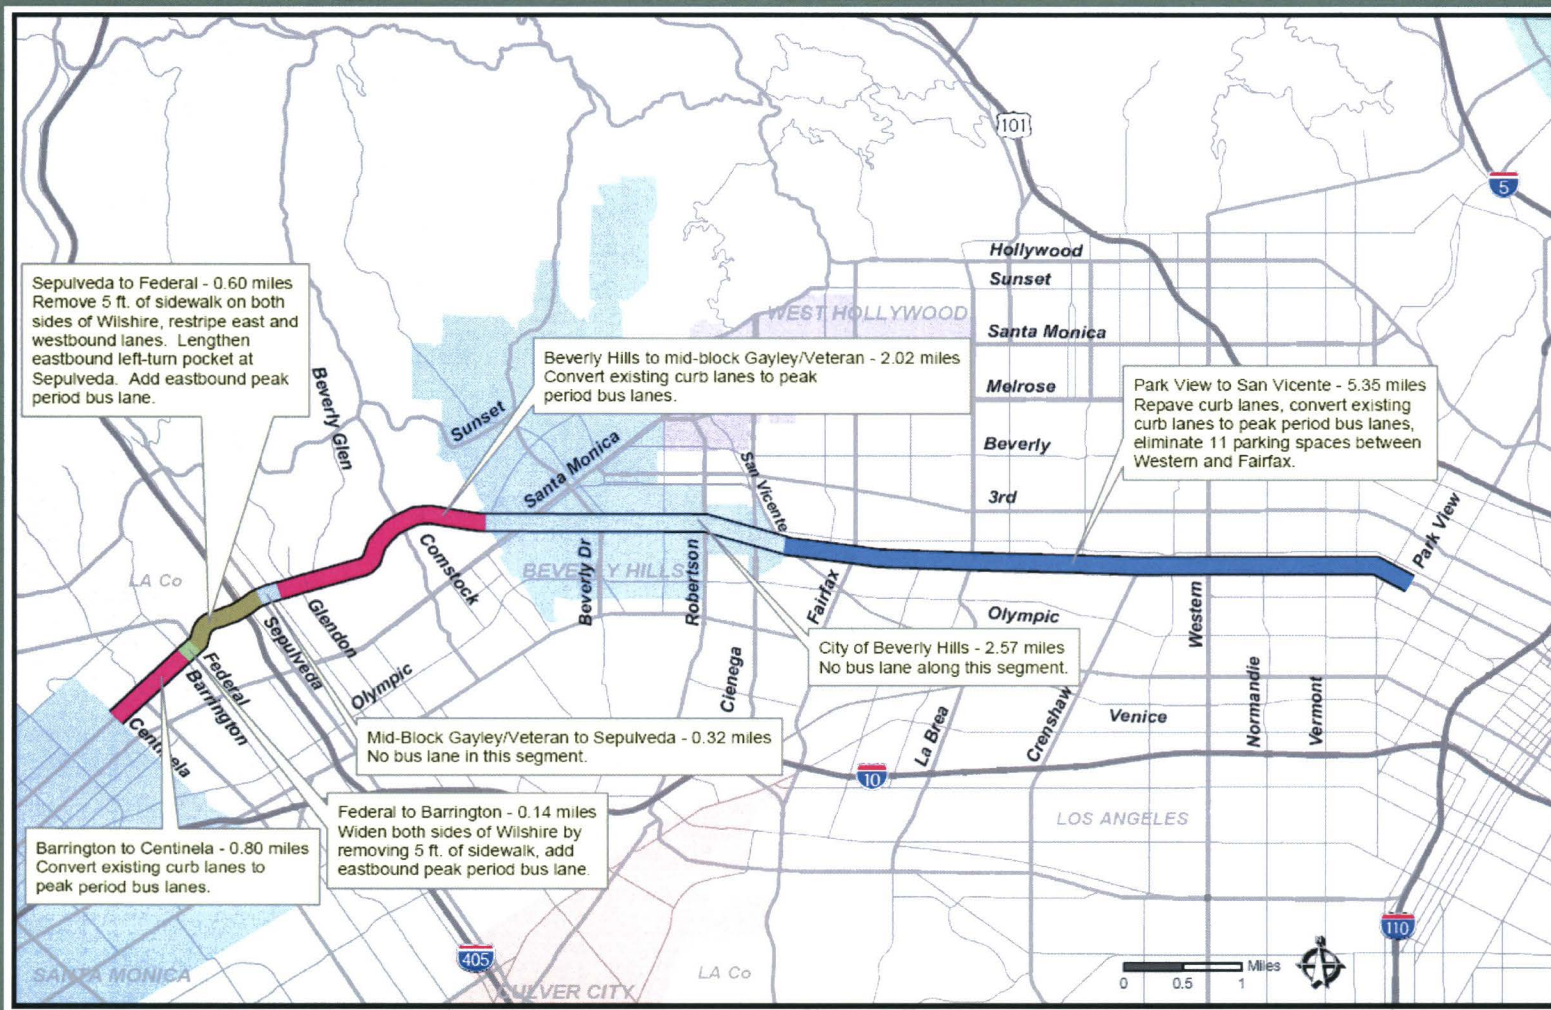 101
5
Hollywood
Sunset
Santa Monica
Melrose
Beverly
3rd
WEST HOLLYWOOD
Sepulveda to Federal - 0.60 miles
Remove 5 ft. of sidewalk on both
sides of Wilshire, restripe east and
westbound lanes. Lengthen
eastbound left-turn pocket at
Sepulveda. Add eastbound peak
period bus lane.
Beverly Hills to mid-block Gayley/Veteran - 2.02 miles
Convert existing curb lanes to peak
period bus lanes.
Park View to San Vicente - 5.35 miles
Repave curb lanes, convert existing
curb lanes to peak period bus lanes,
eliminate 11 parking spaces between
Western and Fairfax.
Beverly Glen
Sunset
Santa Monica
San Vicente
Park View
Comstock
BEVERLY HILLS
Beverly Dr
Robertson
Fairfax
Olympic
Western
LA Co
Glendon
Sepulveda
Federal
Barrington
Olympic
Centinela
City of Beverly Hills - 2.57 miles
No bus lane along this segment.
Cienega
La Brea
Crenshaw
Venice
Normandie
Vermont
Mid-Block Gayley/Veteran to Sepulveda - 0.32 miles
No bus lane in this segment.
10
Federal to Barrington - 0.14 miles
Widen both sides of Wilshire by
removing 5 ft. of sidewalk, add
eastbound peak period bus lane.
Barrington to Centinela - 0.80 miles
Convert existing curb lanes to
peak period bus lanes.
LOS ANGELES
405
110
SANTA MONICA
CULVER CITY
LA Co
Miles
0 0.5 1